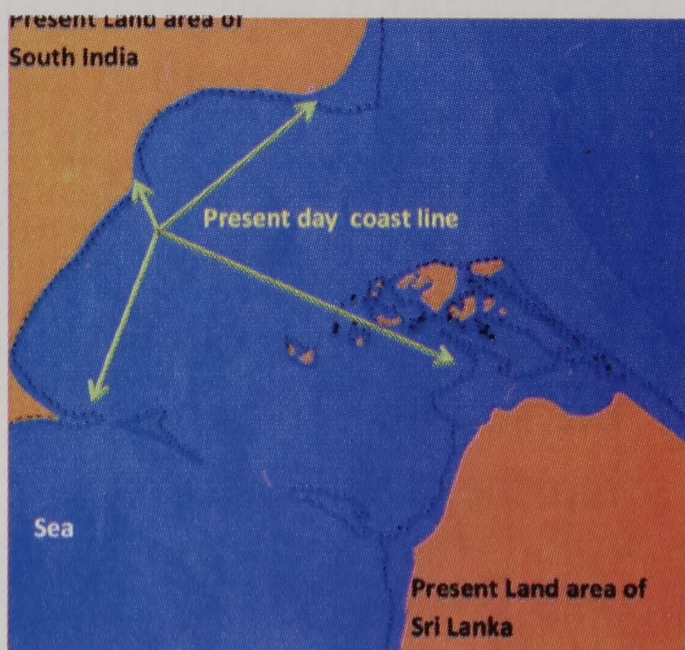 Present Land area of
South India
Present day coast line
Sea
Present Land area of
Sri Lanka